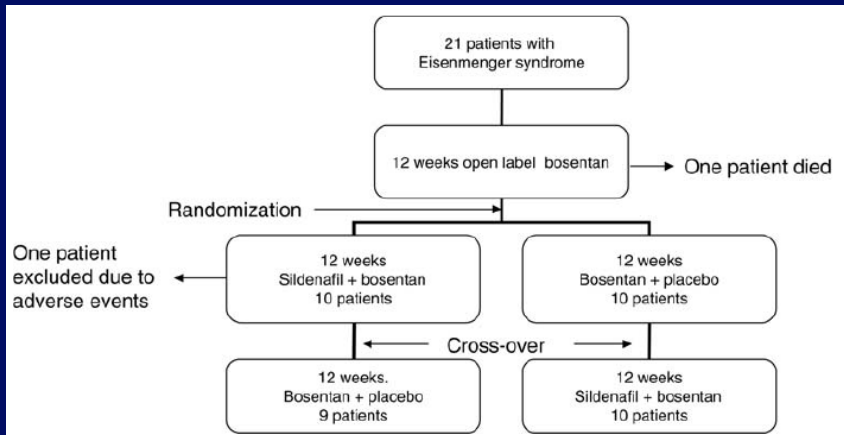 21 patients with
Eisenmenger syndrome
12 weeks open label bosentan
One patient died
Randomization
One patient
excluded due to
adverse events
12 weeks
Sildenafil + bosentan
10 patients
12 weeks
Bosentan + placebo
10 patients
Cross-over
12 weeks.
Bosentan + placebo
9 patients
12 weeks
Sildenafil + bosentan
10 patients